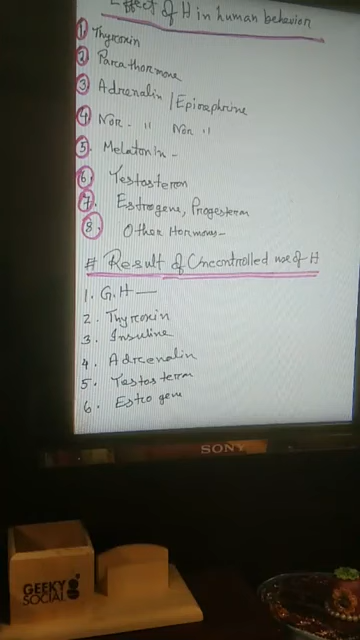 Effect of H in human behavior
1 Thyroxin
2 Parathormone
3 Adrenalin / Epinephrine
4 Nor- " Nor "
5. Melatonin -
6. Testosteron
7. Estrogene, Progesteron
8. Other Hormones-
# Result of Uncontrolled use of H
1. G.H —
2. Thyroxin
3. Insuline
4. Adrenalin
5. Testosteron
6. Estrogene
SONY
GEEKY
SOCIAL